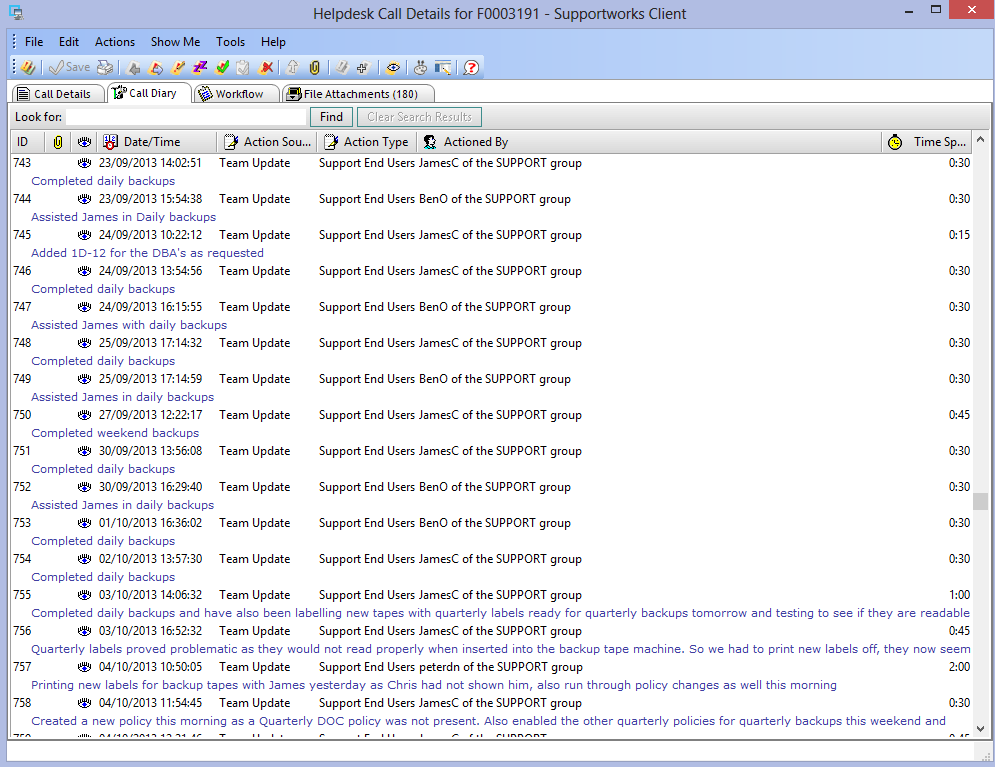 Helpdesk Call Details for F0003191 - Supportworks Client
File Edit Actions Show Me Tools Help
Save
Call Details Call Diary Workflow File Attachments (180)
Look for: Find Clear Search Results
ID Date/Time Action Sou... Action Type Actioned By Time Sp...
743 23/09/2013 14:02:51 Team Update Support End Users JamesC of the SUPPORT group 0:30
Completed daily backups
744 23/09/2013 15:54:38 Team Update Support End Users BenO of the SUPPORT group 0:30
Assisted James in Daily backups
745 24/09/2013 10:22:12 Team Update Support End Users JamesC of the SUPPORT group 0:15
Added 1D-12 for the DBA's as requested
746 24/09/2013 13:54:56 Team Update Support End Users JamesC of the SUPPORT group 0:30
Completed daily backups
747 24/09/2013 16:15:55 Team Update Support End Users BenO of the SUPPORT group 0:30
Assisted James with daily backups
748 25/09/2013 17:14:32 Team Update Support End Users JamesC of the SUPPORT group 0:30
Completed daily backups
749 25/09/2013 17:14:59 Team Update Support End Users BenO of the SUPPORT group 0:30
Assisted James in daily backups
750 27/09/2013 12:22:17 Team Update Support End Users JamesC of the SUPPORT group 0:45
Completed weekend backups
751 30/09/2013 13:56:08 Team Update Support End Users JamesC of the SUPPORT group 0:30
Completed daily backups
752 30/09/2013 16:29:40 Team Update Support End Users BenO of the SUPPORT group 0:30
Assisted James in daily backups
753 01/10/2013 16:36:02 Team Update Support End Users BenO of the SUPPORT group 0:30
Completed daily backups
754 02/10/2013 13:57:30 Team Update Support End Users JamesC of the SUPPORT group 0:30
Completed daily backups
755 03/10/2013 14:06:32 Team Update Support End Users JamesC of the SUPPORT group 1:00
Completed daily backups and have also been labelling new tapes with quarterly labels ready for quarterly backups tomorrow and testing to see if they are readable
756 03/10/2013 16:52:32 Team Update Support End Users JamesC of the SUPPORT group 0:45
Quarterly labels proved problematic as they would not read properly when inserted into the backup tape machine. So we had to print new labels off, they now seem
757 04/10/2013 10:50:05 Team Update Support End Users peterdn of the SUPPORT group 2:00
Printing new labels for backup tapes with James yesterday as Chris had not shown him, also run through policy changes as well this morning
758 04/10/2013 11:54:45 Team Update Support End Users JamesC of the SUPPORT group 0:30
Created a new policy this morning as a Quarterly DOC policy was not present. Also enabled the other quarterly policies for quarterly backups this weekend and